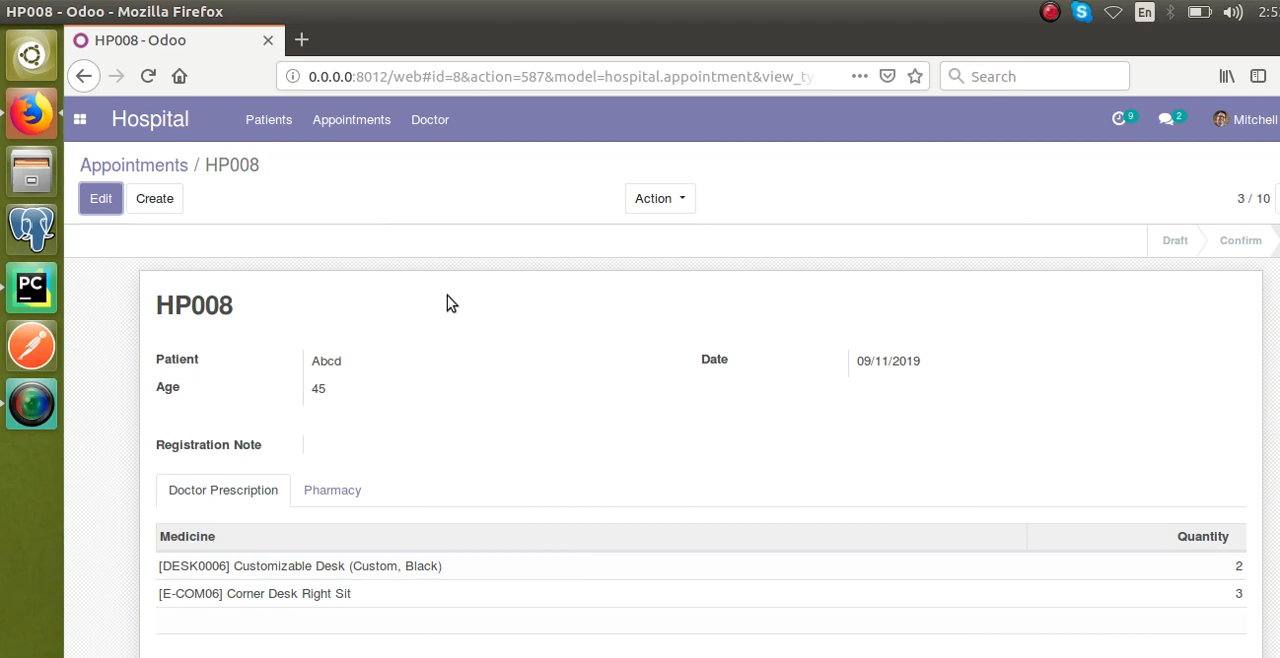 HP008 - Odoo - Mozilla Firefox
En
HP008 - Odoo
0.0.0.0:8012/web#id=8&action=587&model=hospital.appointment&view_ty
Search
Hospital
Patients
Appointments
Doctor
9
2
Mitchell
Appointments / HP008
Edit
Create
Action
3 / 10
Draft
Confirm
HP008
Patient
Abcd
Date
09/11/2019
Age
45
Registration Note
Doctor Prescription
Pharmacy
Medicine
Quantity
[DESK0006] Customizable Desk (Custom, Black)
2
[E-COM06] Corner Desk Right Sit
3
PC